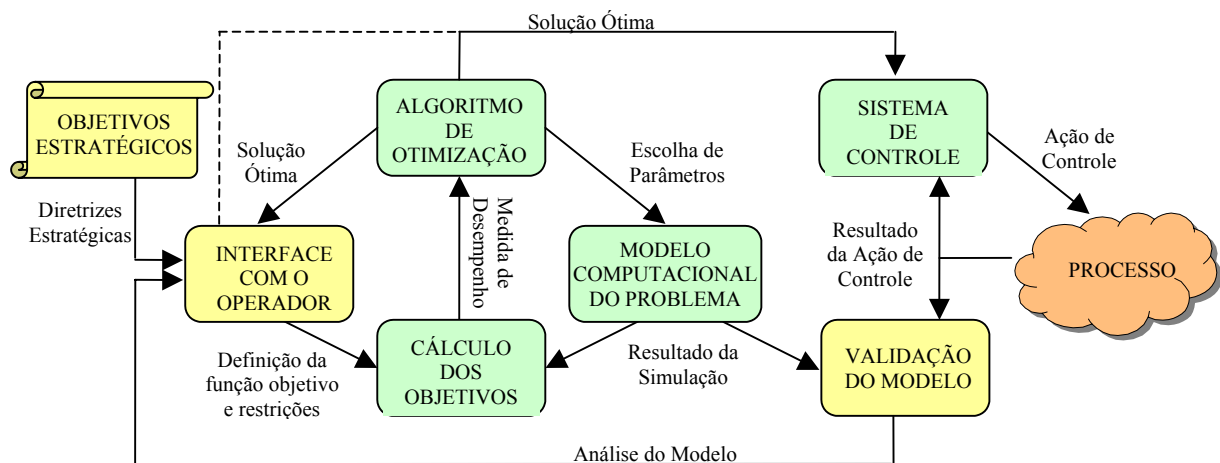 Solução Ótima
OBJETIVOS
ESTRATÉGICOS
ALGORITMO
DE
OTIMIZAÇÃO
SISTEMA
DE
CONTROLE
Solução
Ótima
Escolha de
Parâmetros
Ação de
Controle
Diretrizes
Estratégicas
Medida de
Desempenho
INTERFACE
COM O
OPERADOR
MODELO
COMPUTACIONAL
DO PROBLEMA
Resultado
da Ação de
Controle
PROCESSO
Definição da
função objetivo
e restrições
CÁLCULO
DOS
OBJETIVOS
Resultado da
Simulação
VALIDAÇÃO
DO MODELO
Análise do Modelo